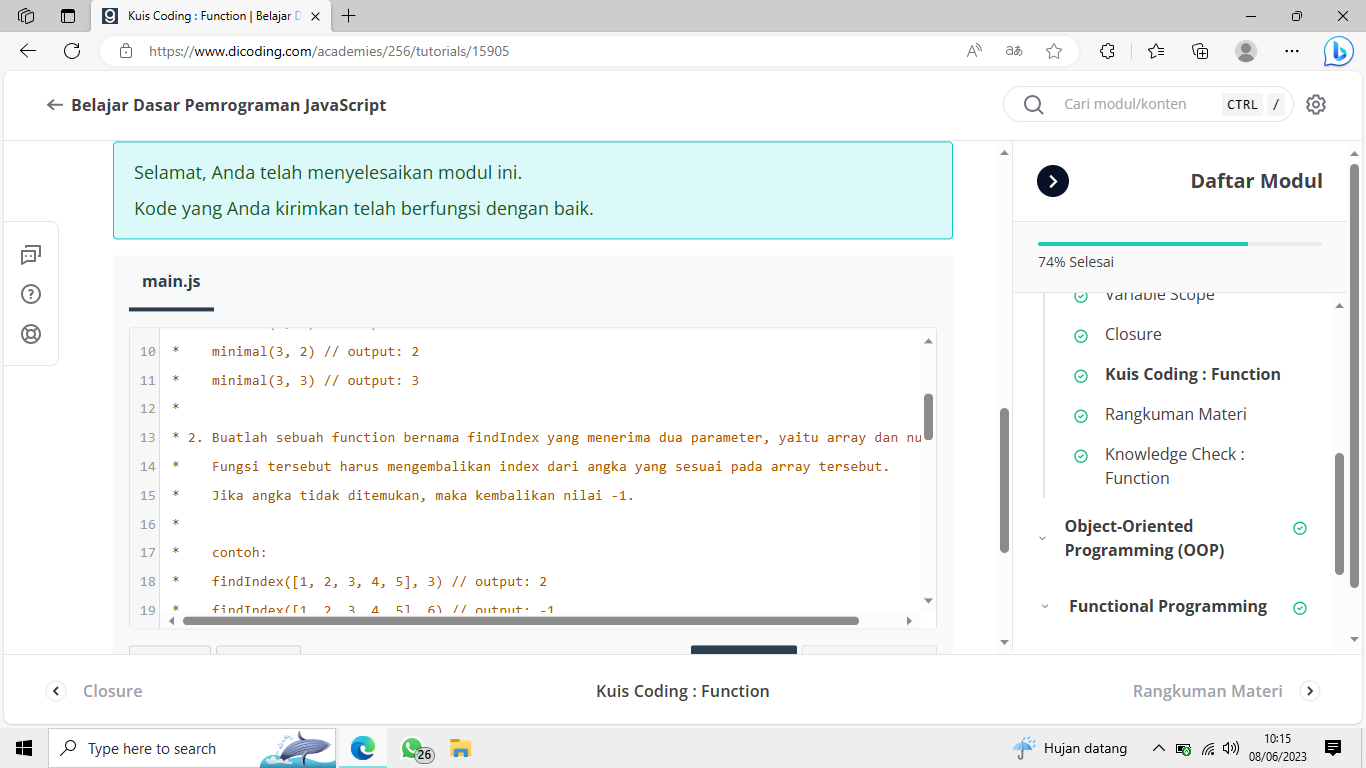 Kuis Coding : Function | Belajar D
https://www.dicoding.com/academies/256/tutorials/15905
Belajar Dasar Pemrograman JavaScript
Cari modul/konten
CTRL /
Selamat, Anda telah menyelesaikan modul ini.
Kode yang Anda kirimkan telah berfungsi dengan baik.
main.js
10 * minimal(3, 2) // output: 2
11 * minimal(3, 3) // output: 3
12 *
13 * 2. Buatlah sebuah function bernama findIndex yang menerima dua parameter, yaitu array dan nu
14 * Fungsi tersebut harus mengembalikan index dari angka yang sesuai pada array tersebut.
15 * Jika angka tidak ditemukan, maka kembalikan nilai -1.
16 *
17 * contoh:
18 * findIndex([1, 2, 3, 4, 5], 3) // output: 2
19 * findIndex([1, 2, 3, 4, 5], 6) // output: -1
Daftar Modul
74% Selesai
Variable Scope
Closure
Kuis Coding : Function
Rangkuman Materi
Knowledge Check :
Function
Object-Oriented
Programming (OOP)
Functional Programming
Closure
Kuis Coding : Function
Rangkuman Materi
Type here to search
26
Hujan datang
10:15
08/06/2023